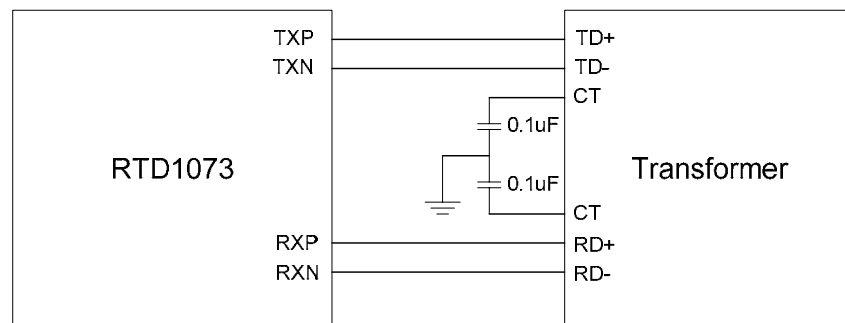 TXP
TD+
TXN
TD-
CT
0.1uF
RTD1073
Transformer
0.1uF
CT
RXP
RD+
RXN
RD-